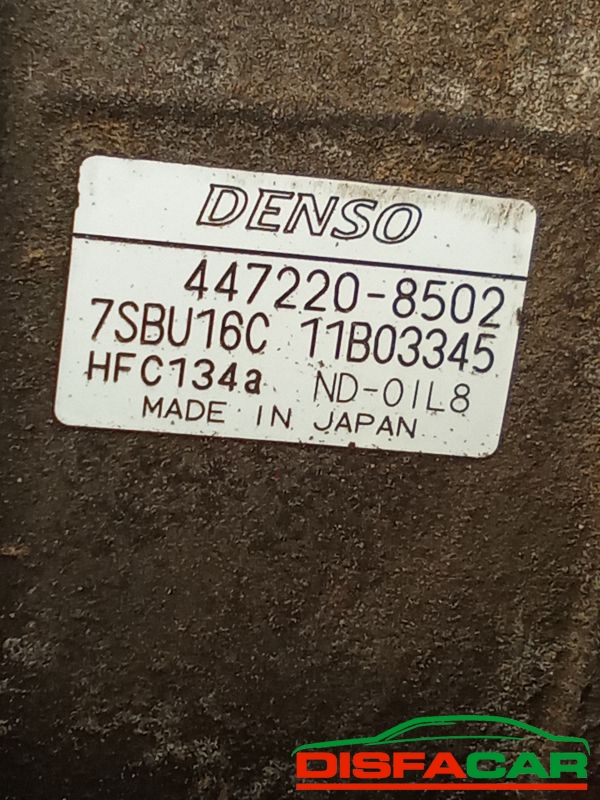 DENSO
447220-8502
7SBU16C 11B03345
HFC134a ND-OIL8
MADE IN JAPAN
DISFACAR